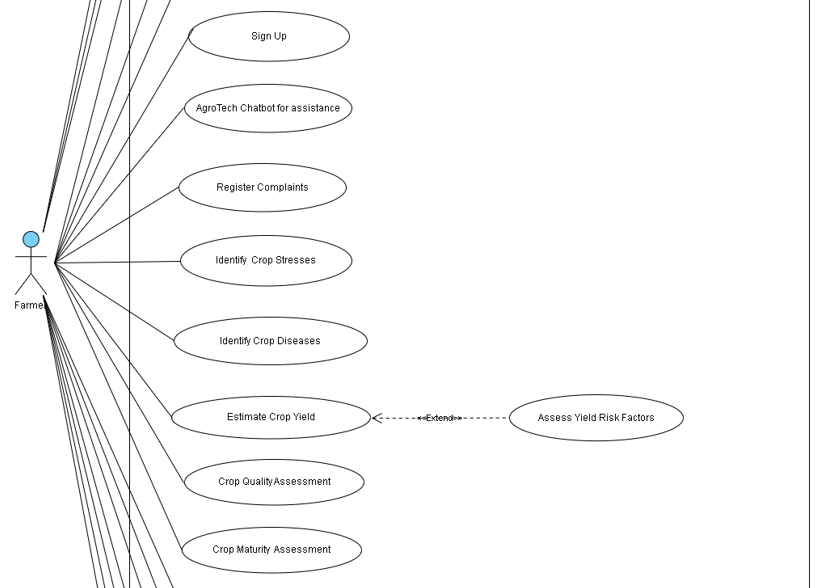 Sign Up
AgroTech Chatbot for assistance
Register Complaints
Identify Crop Stresses
Farmer
Identify Crop Diseases
Estimate Crop Yield
<<Extend>>
Assess Yield Risk Factors
Crop Quality Assessment
Crop Maturity Assessment